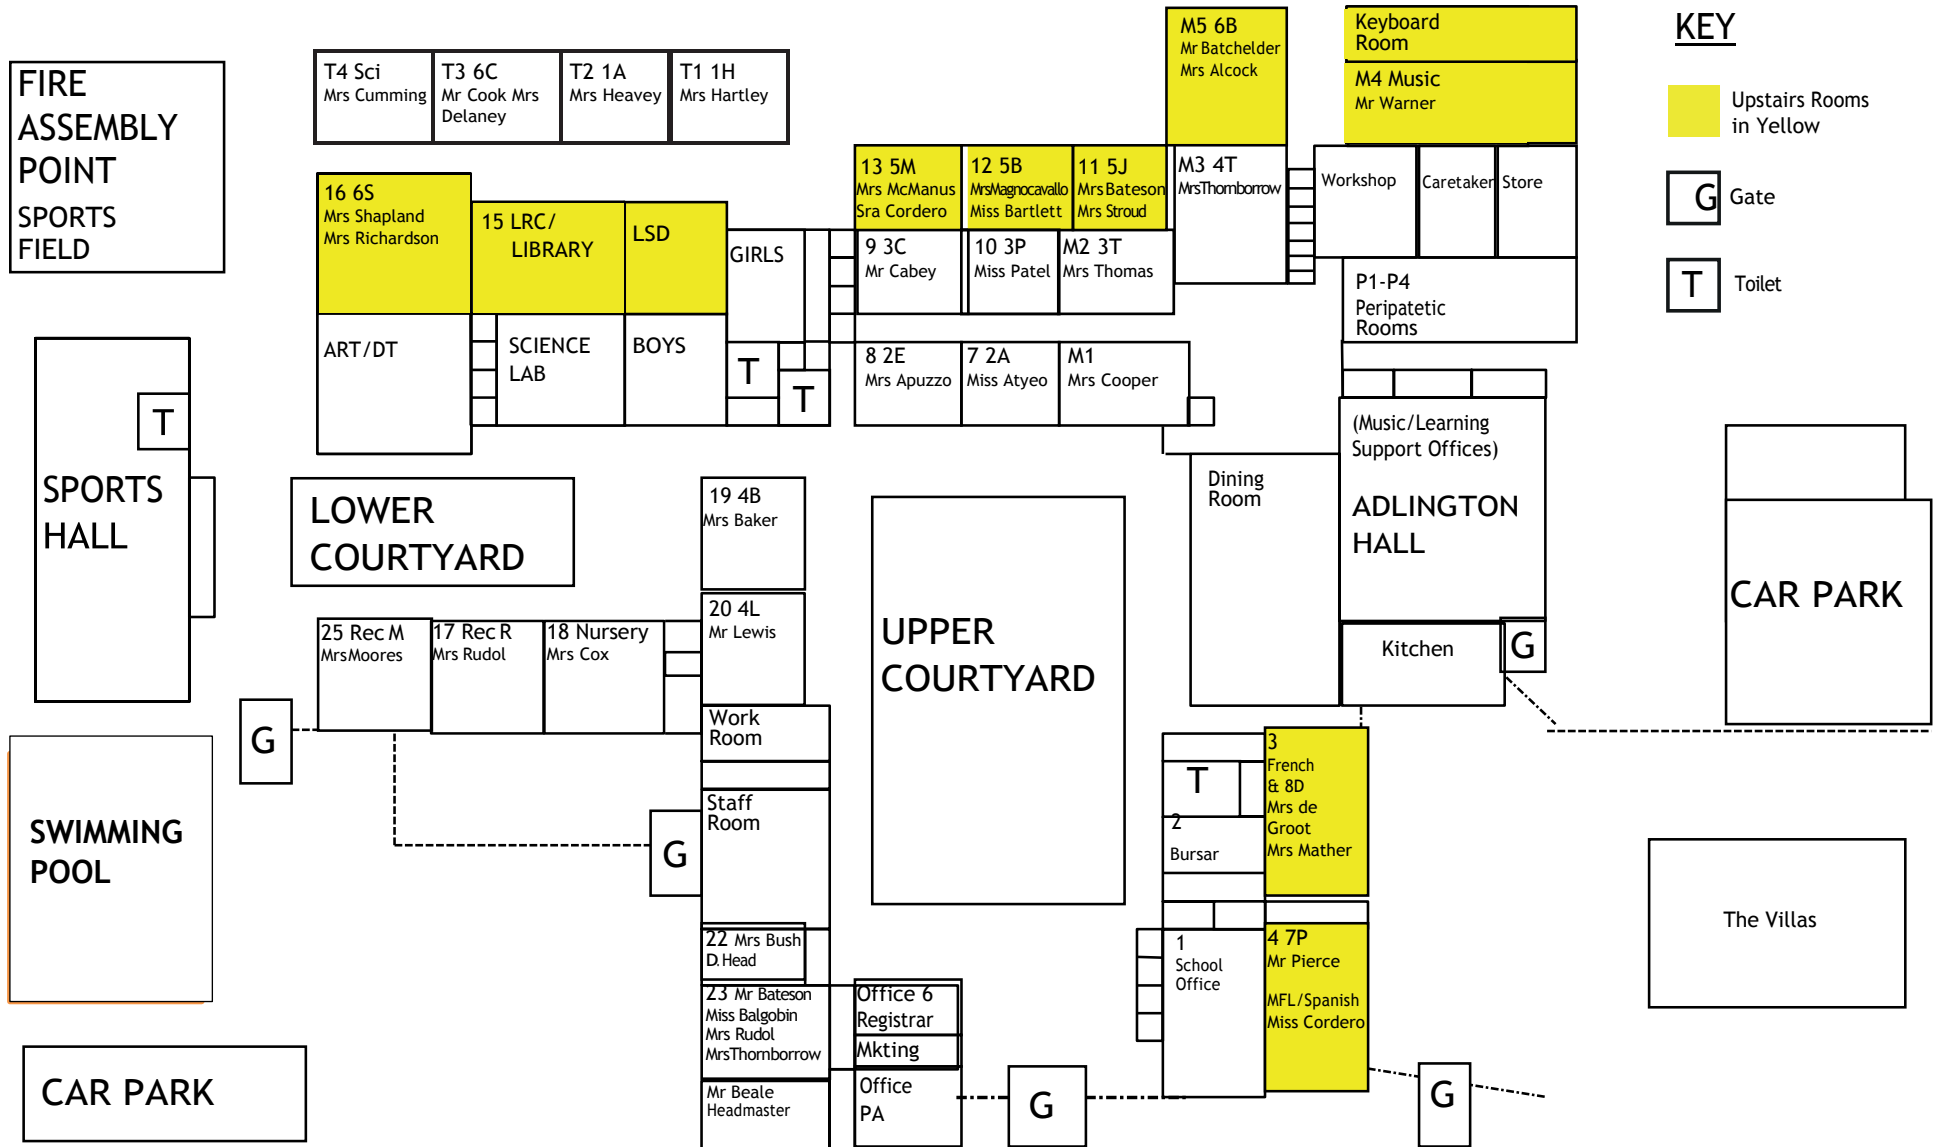 FIRE
ASSEMBLY
POINT
SPORTS
FIELD
T4 Sci
Mrs Cumming
T3 6C
Mr Cook Mrs
Delaney
T2 1A
Mrs Heavey
T1 1H
Mrs Hartley
M5 6B
Mr Batchelder
Mrs Alcock
Keyboard
Room
M4 Music
Mr Warner
KEY
Upstairs Rooms
in Yellow
G
Gate
T
Toilet
16 6S
Mrs Shapland
Mrs Richardson
15 LRC/
LIBRARY
LSD
GIRLS
13 5M
Mrs McManus
Sra Cordero
12 5B
MrsMagnocavallo
Miss Bartlett
11 5J
Mrs Bateson
Mrs Stroud
M3 4T
MrsThornborrow
Workshop
Caretaker
Store
9 3C
Mr Cabey
10 3P
Miss Patel
M2 3T
Mrs Thomas
P1-P4
Peripatetic
Rooms
ART/DT
SCIENCE
LAB
BOYS
T
T
8 2E
Mrs Apuzzo
7 2A
Miss Atyeo
M1
Mrs Cooper
T
SPORTS
HALL
LOWER
COURTYARD
19 4B
Mrs Baker
UPPER
COURTYARD
Dining
Room
(Music/Learning
Support Offices)
ADLINGTON
HALL
CAR PARK
25 Rec M
MrsMoores
17 Rec R
Mrs Rudol
18 Nursery
Mrs Cox
20 4L
Mr Lewis
Kitchen
G
G
Work
Room
Staff
Room
G
SWIMMING
POOL
T
2
Bursar
3
French
& 8D
Mrs de
Groot
Mrs Mather
The Villas
22 Mrs Bush
D. Head
23 Mr Bateson
Miss Balgobin
Mrs Rudol
MrsThornborrow
Mr Beale
Headmaster
Office 6
Registrar
Mkting
Office
PA
G
1
School
Office
4 7P
Mr Pierce
MFL/Spanish
Miss Cordero
G
CAR PARK